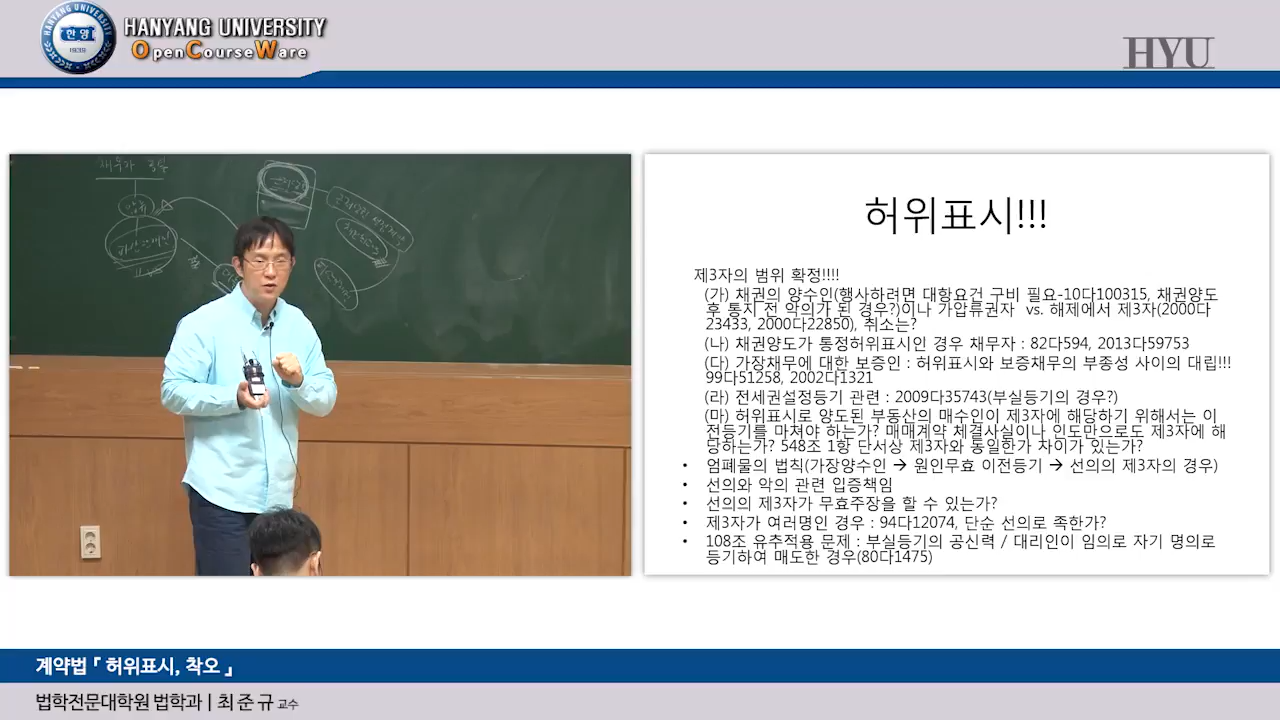 HANYANG UNIVERSITY
OpenCourseWare
HANYANG UNIVERSITY
한양
1939
HYU
허위표시!!!
제3자의 범위 확정!!!!
(가) 채권의 양수인(행사하려면 대항요건 구비 필요-10다100315, 채권양도
후 통지 전 악의가 된 경우?)이나 가압류권자 vs. 해제에서 제3자(2000다
23433, 2000다22850), 취소는?
(나) 채권양도가 통정허위표시인 경우 채무자 : 82다594, 2013다59753
(다) 가장채무에 대한 보증인 : 허위표시와 보증채무의 부종성 사이의 대립!!!
99다51258, 2002다1321
(라) 전세권설정등기 관련 : 2009다35743(부실등기의 경우?)
(마) 허위표시로 양도된 부동산의 매수인이 제3자에 해당하기 위해서는 이
전등기를 마쳐야 하는가? 매매계약 체결사실이나 인도만으로도 제3자에 해
당하는가? 548조 1항 단서상 제3자와 동일한가 차이가 있는가?
• 엄폐물의 법칙(가장양수인 → 원인무효 이전등기 → 선의의 제3자의 경우)
• 선의와 악의 관련 입증책임
• 선의의 제3자가 무효주장을 할 수 있는가?
• 제3자가 여러명인 경우 : 94다12074, 단순 선의로 족한가?
• 108조 유추적용 문제 : 부실등기의 공신력 / 대리인이 임의로 자기 명의로
등기하여 매도한 경우(80다1475)
계약법『 허위표시, 착오 』
법학전문대학원 법학과 | 최 준 규 교수